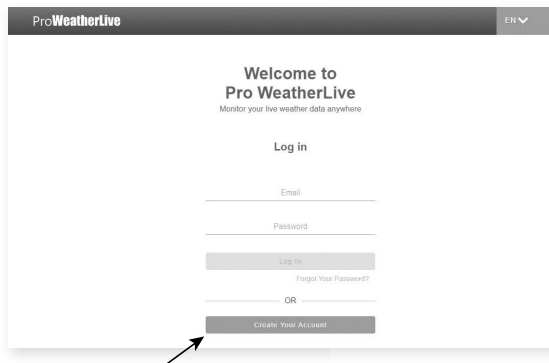 ProWeatherLive
EN
Welcome to
Pro WeatherLive
Monitor your live weather data anywhere
Log in
Email
Password
Log In
Forgot Your Password?
OR
Create Your Account